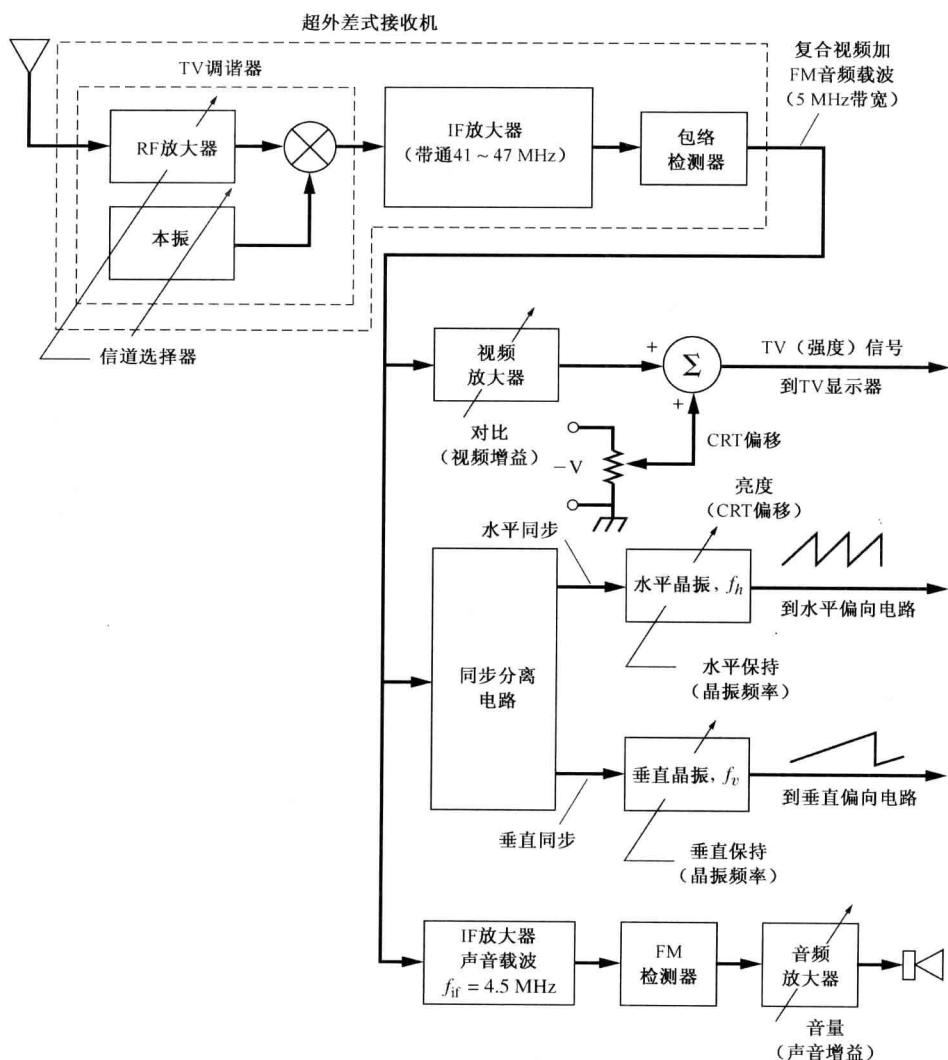 超外差式接收机
TV调谐器
RF放大器
本振
信道选择器
IF放大器
（带通41～47 MHz）
包络
检测器
复合视频加
FM音频载波
（5 MHz带宽）
视频
放大器
对比
（视频增益）
+
Σ
+
TV（强度）信号
到TV显示器
CRT偏移
−V
亮度
（CRT偏移）
水平同步
水平晶振，f_h
到水平偏向电路
水平保持
（晶振频率）
同步分离
电路
垂直晶振，f_v
到垂直偏向电路
垂直同步
垂直保持
（晶振频率）
IF放大器
声音载波
f_if = 4.5 MHz
FM
检测器
音频
放大器
音量
（声音增益）